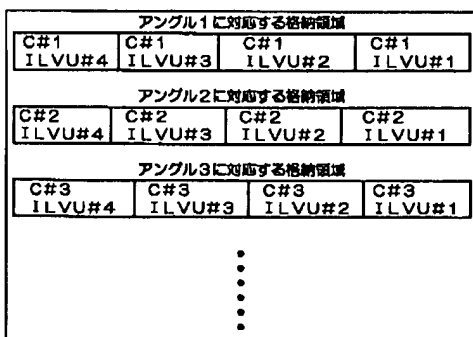 アングル1に対応する格納領域
C#1 C#1 C#1 C#1
ILVU#4 ILVU#3 ILVU#2 ILVU#1
アングル2に対応する格納領域
C#2 C#2 C#2 C#2
ILVU#4 ILVU#3 ILVU#2 ILVU#1
アングル3に対応する格納領域
C#3 C#3 C#3 C#3
ILVU#4 ILVU#3 ILVU#2 ILVU#1